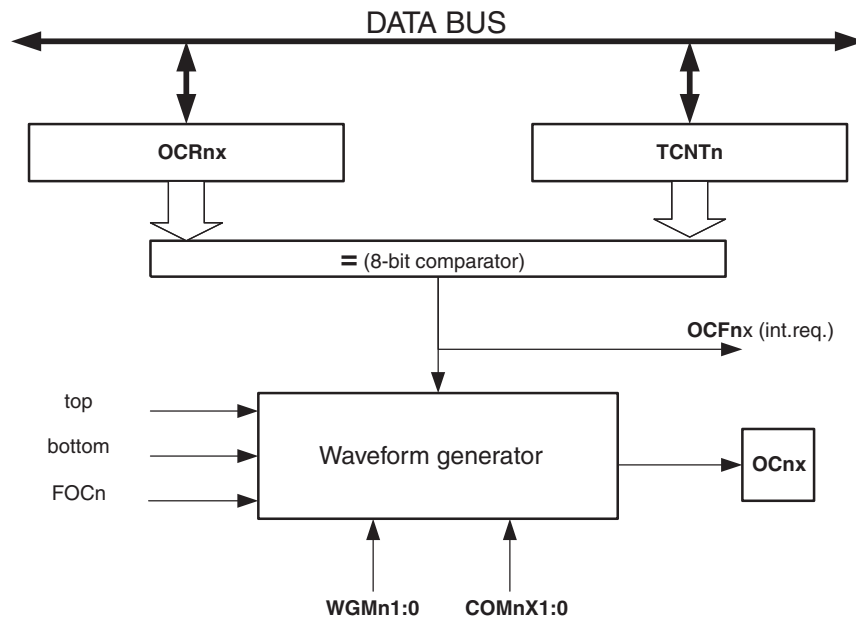 DATA BUS
OCRnx
TCNTn
= (8-bit comparator)
OCFnx (int.req.)
top
bottom
FOCn
Waveform generator
OCnx
WGMn1:0
COMnX1:0